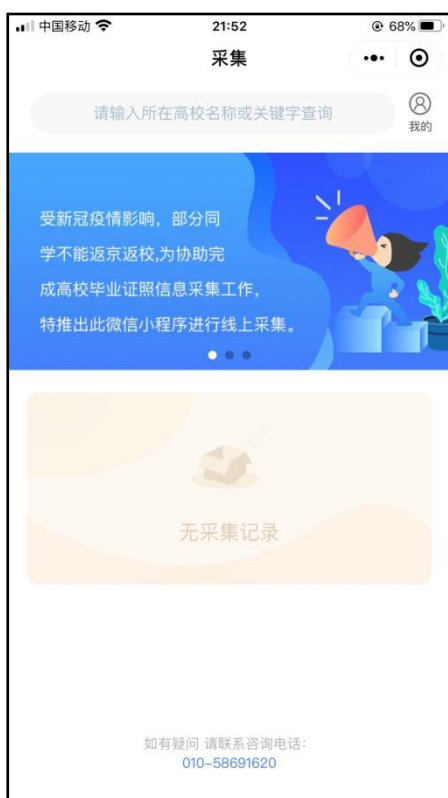 中国移动 21:52 68%
采集
请输入所在高校名称或关键字查询
我的
受新冠疫情影响，部分同
学不能返京返校,为协助完
成高校毕业证照信息采集工作，
特推出此微信小程序进行线上采集。
无采集记录
如有疑问 请联系咨询电话：
010-58691620